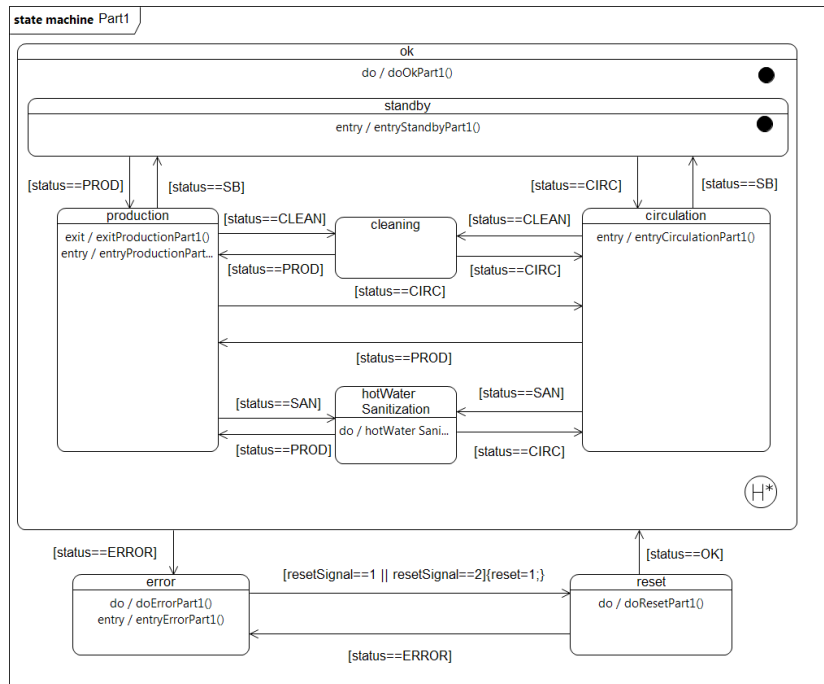 state machine Part1
ok
do / doOkPart1()
standby
entry / entryStandbyPart1()
[status==PROD]
[status==SB]
[status==CIRC]
[status==SB]
production
exit / exitProductionPart1()
entry / entryProductionPart...
[status==CLEAN]
cleaning
[status==CLEAN]
circulation
entry / entryCirculationPart1()
[status==PROD]
[status==CIRC]
[status==CIRC]
[status==PROD]
[status==SAN]
hotWater
Sanitization
do / hotWater Sani...
[status==SAN]
[status==PROD]
[status==CIRC]
H*
[status==ERROR]
[status==OK]
error
do / doErrorPart1()
entry / entryErrorPart1()
[resetSignal==1 || resetSignal==2]{reset=1;}
reset
do / doResetPart1()
[status==ERROR]